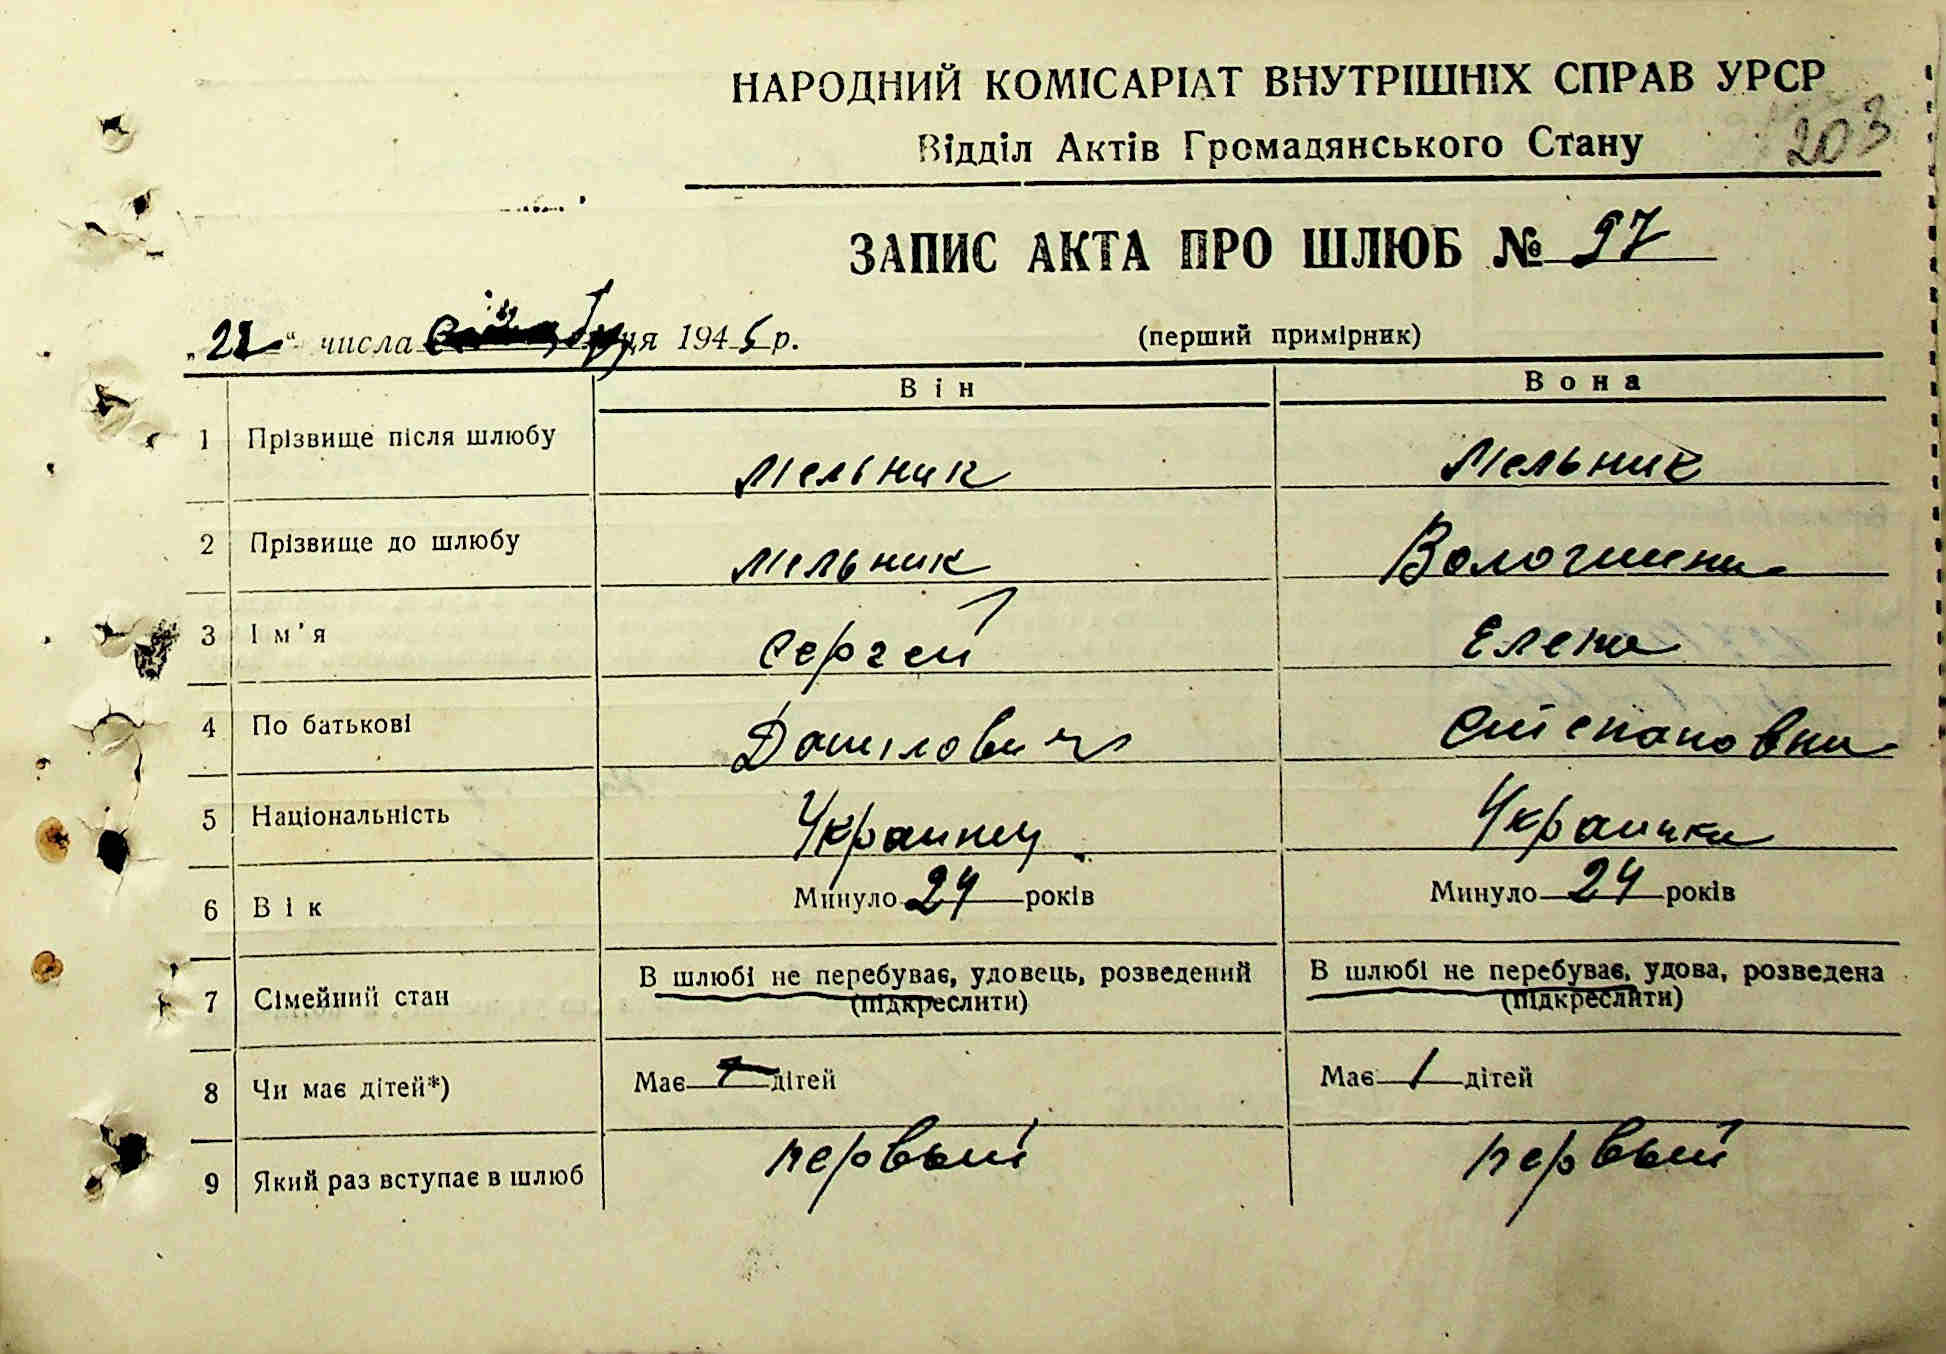 НАРОДНИЙ КОМІСАРІАТ ВНУТРІШНІХ СПРАВ УРСР
Відділ Актів Громадянського Стану 203
ЗАПИС АКТА ПРО ШЛЮБ № 97
„22“ числа ця 1945 р. (перший примірник)
Він Вона
1 Прізвище після шлюбу Мельник Мельник
2 Прізвище до шлюбу Мельник
3 Ім'я Сергей Елена
4 По батькові Данилович Степановна
5 Національність Украинец Украинка
6 Вік Минуло 24 років Минуло 24 років
7 Сімейний стан В шлюбі не перебуває, удовець, розведений (підкреслити) В шлюбі не перебуває, удова, розведена (підкреслити)
8 Чи має дітей*) Має дітей Має 1 дітей
9 Який раз вступає в шлюб первый первый